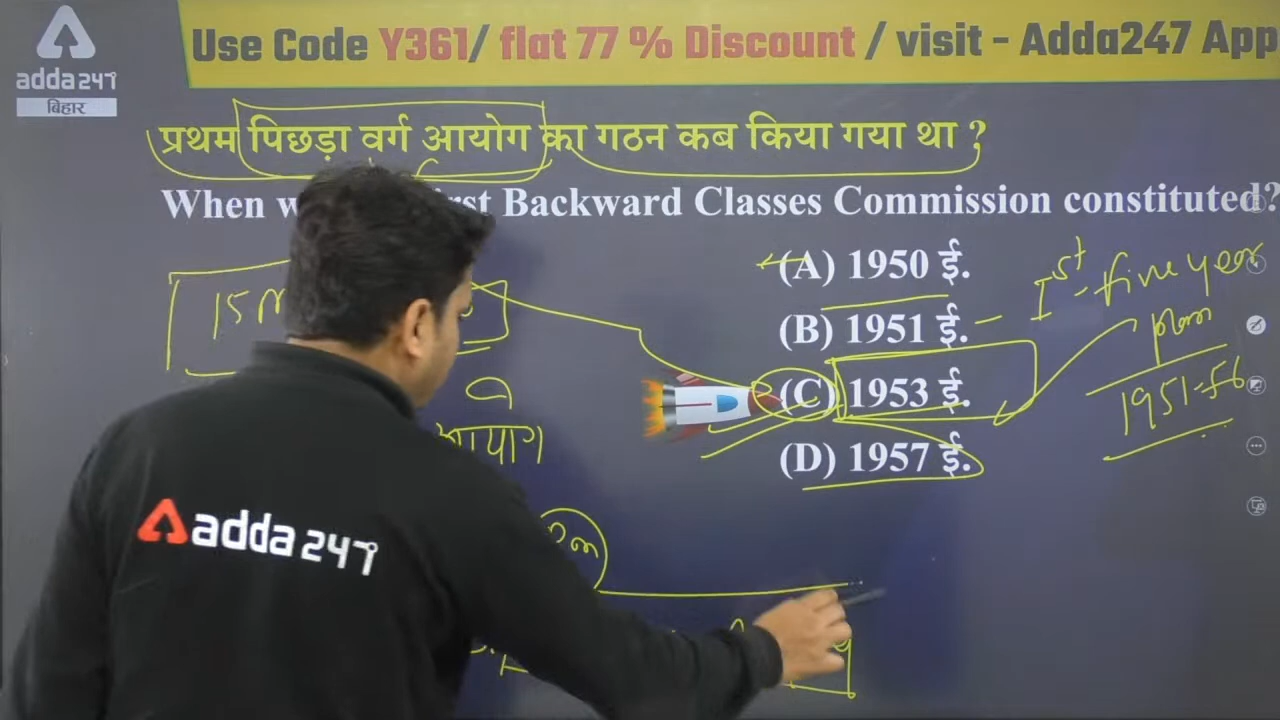 Use Code Y361/ flat 77 % Discount / visit - Adda247 App
adda247
बिहार
प्रथम पिछड़ा वर्ग आयोग का गठन कब किया गया था ?
When rst Backward Classes Commission constituted?
(A) 1950 ई.
(B) 1951 ई. - Ist five year
plan
1951-56
(C) 1953 ई.
(D) 1957 ई.
15
adda247